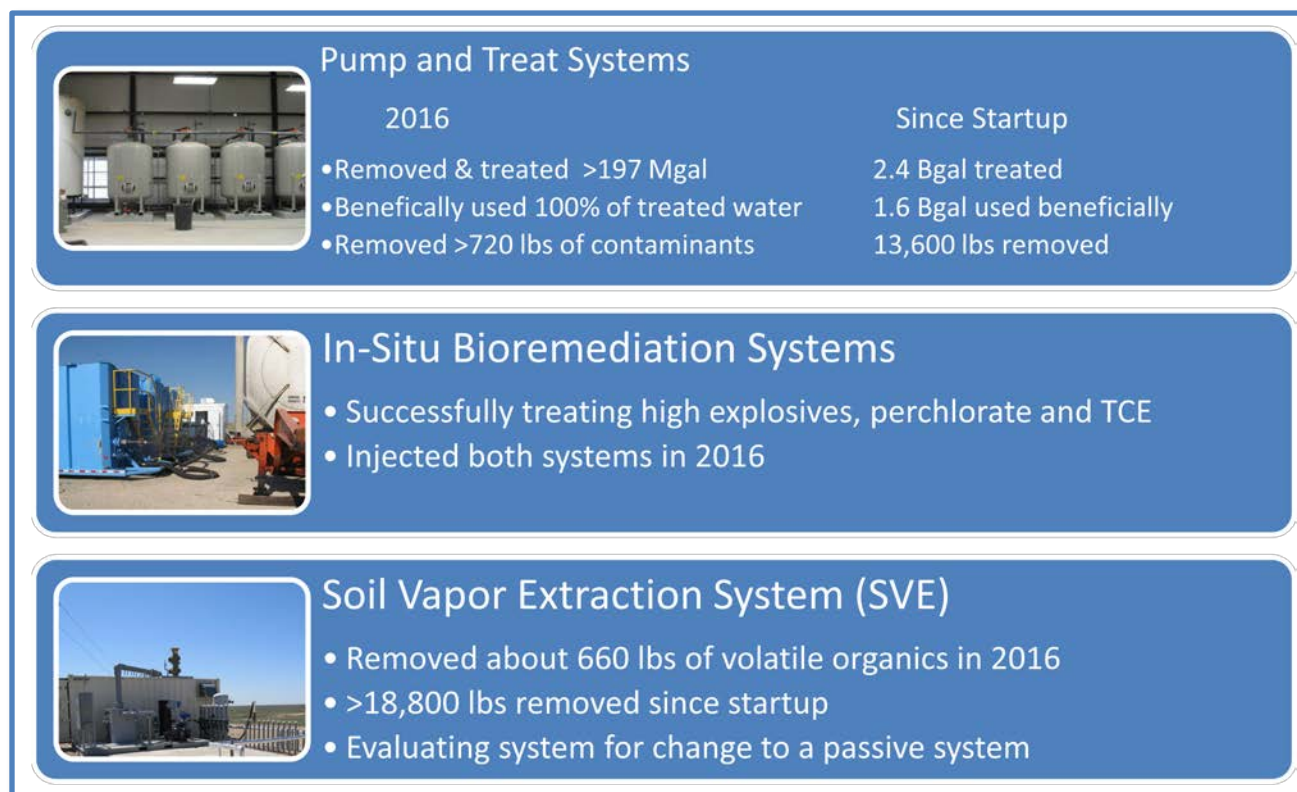 Pump and Treat Systems
2016 Since Startup
•Removed & treated >197 Mgal 2.4 Bgal treated
•Benefically used 100% of treated water 1.6 Bgal used beneficially
•Removed >720 lbs of contaminants 13,600 lbs removed
In-Situ Bioremediation Systems
• Successfully treating high explosives, perchlorate and TCE
• Injected both systems in 2016
Soil Vapor Extraction System (SVE)
• Removed about 660 lbs of volatile organics in 2016
• >18,800 lbs removed since startup
• Evaluating system for change to a passive system